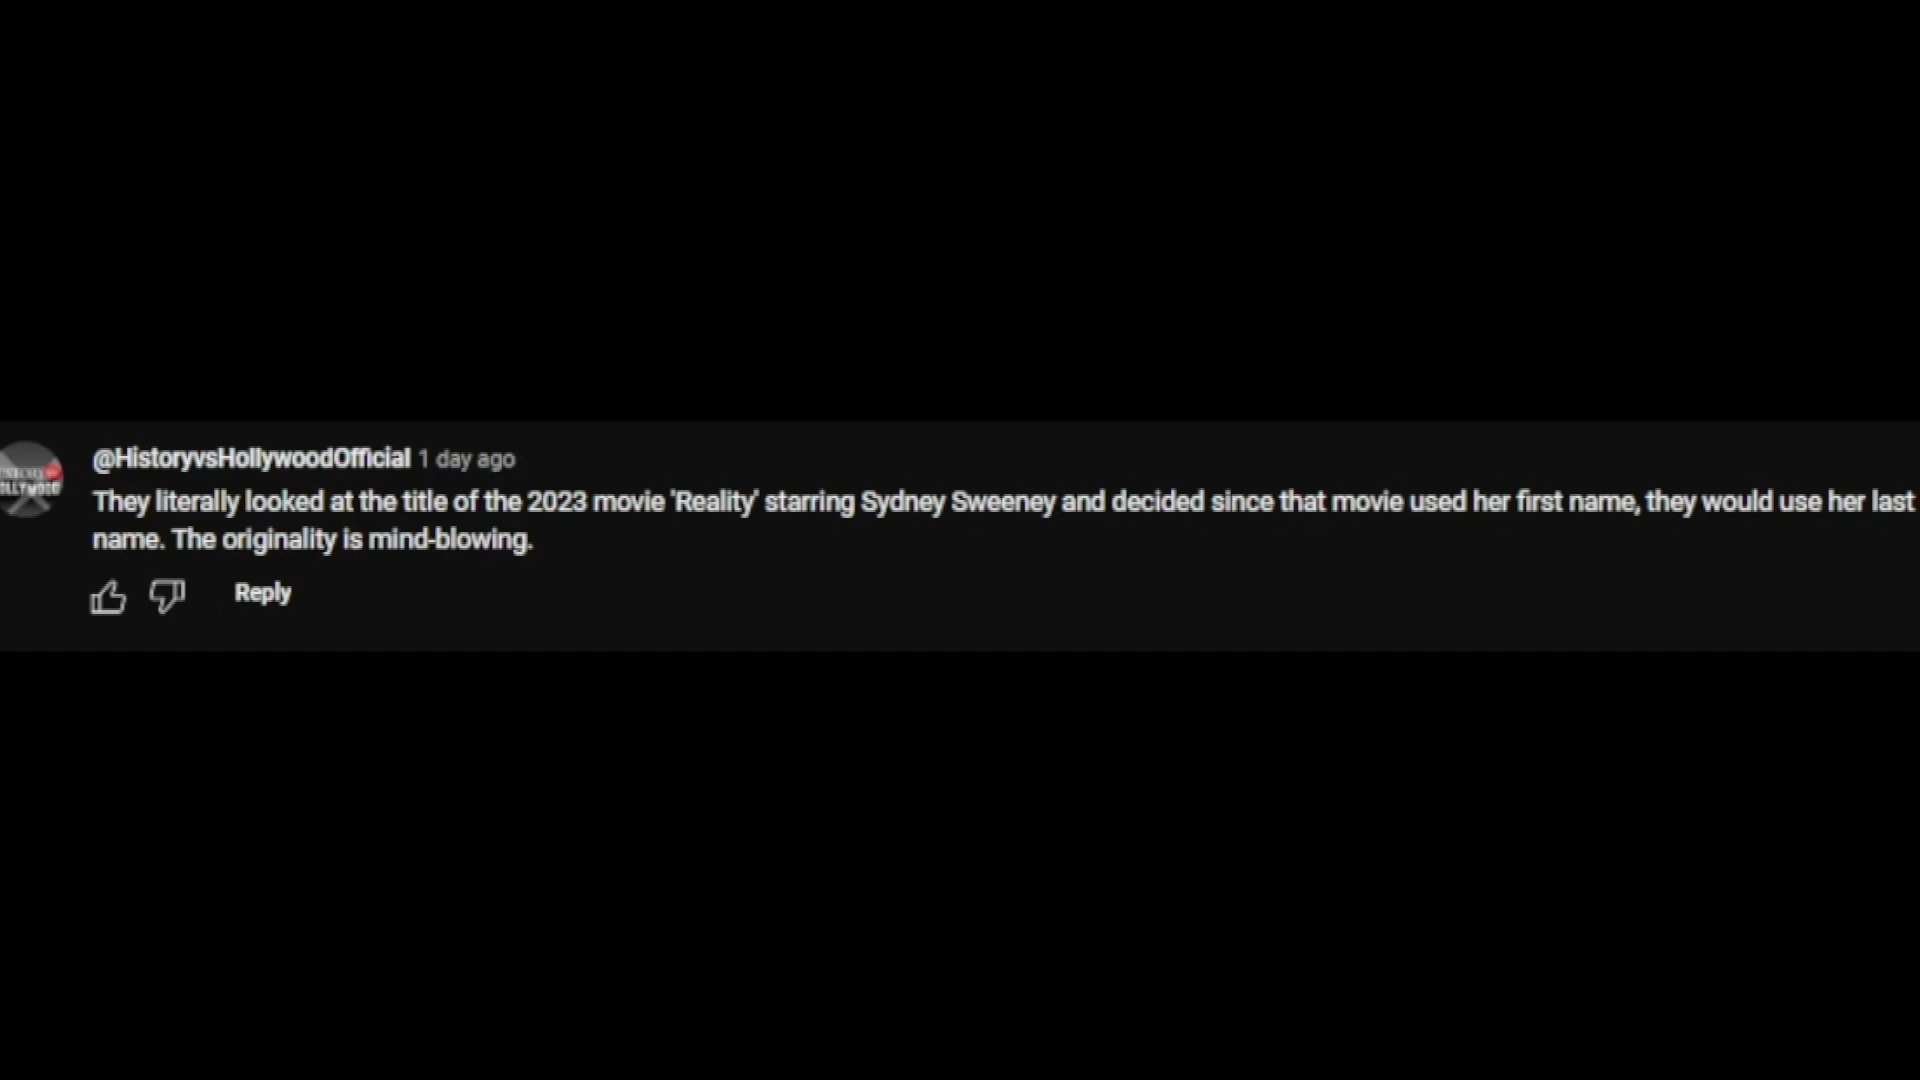 @HistoryvsHollywoodOfficial 1 day ago
They literally looked at the title of the 2023 movie 'Reality' starring Sydney Sweeney and decided since that movie used her first name, they would use her last
name. The originality is mind-blowing.
Reply